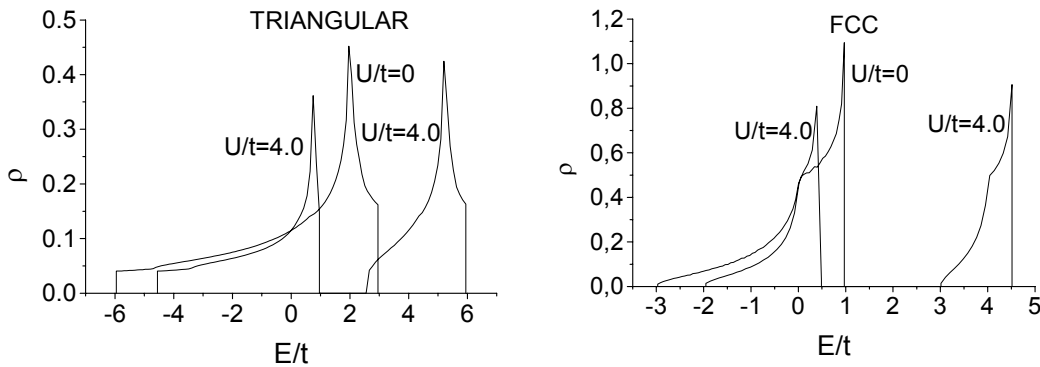 TRIANGULAR
0.5
0.4
0.3
0.2
0.1
0.0
ρ
U/t=0
U/t=4.0
U/t=4.0
-6 -4 -2 0 2 4 6
E/t
FCC
1,2
1,0
0,8
0,6
0,4
0,2
0,0
ρ
U/t=0
U/t=4.0
U/t=4.0
-3 -2 -1 0 1 2 3 4 5
E/t